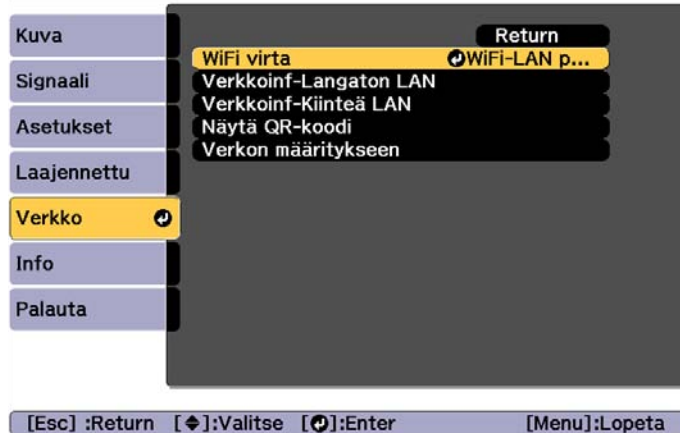 Kuva
Signaali
Asetukset
Laajennettu
Verkko
Info
Palauta
Return
WiFi virta WiFi-LAN p...
Verkkoinf-Langaton LAN
Verkkoinf-Kiinteä LAN
Näytä QR-koodi
Verkon määritykseen
[Esc] :Return [◆]:Valitse [↵]:Enter [Menu]:Lopeta